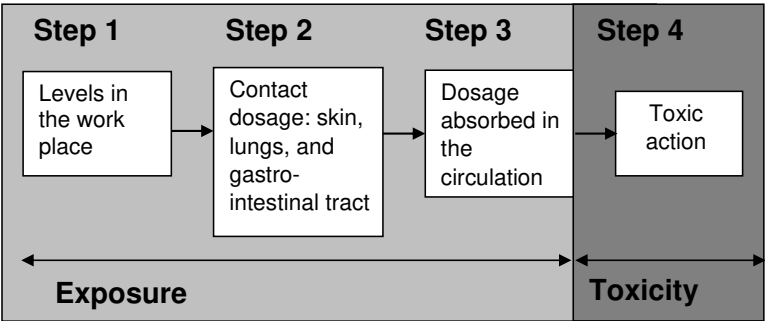 Step 1
Step 2
Step 3
Step 4
Levels in
the work
place
Contact
dosage: skin,
lungs, and
gastro-
intestinal tract
Dosage
absorbed in
the
circulation
Toxic
action
Exposure
Toxicity